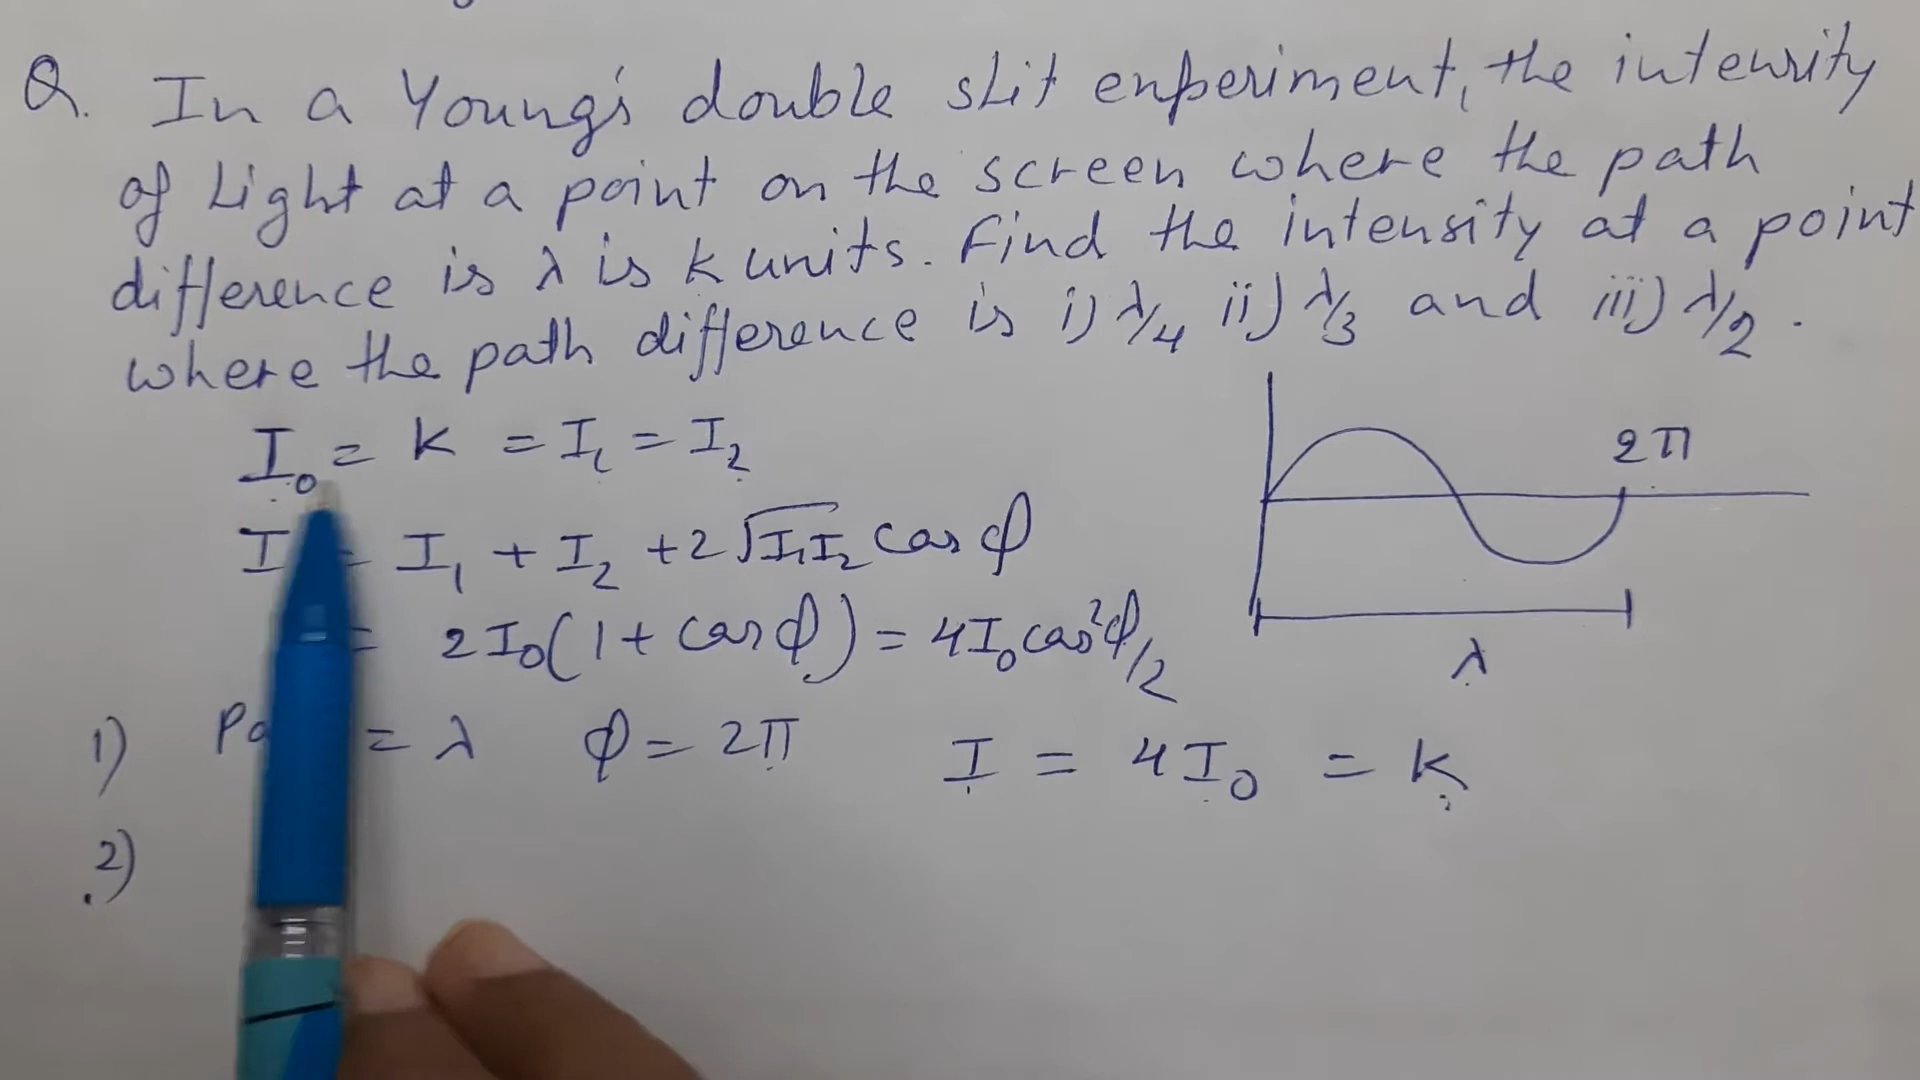 Q. In a Young's double slit experiment, the intensity
of Light at a point on the screen where the path
difference is λ is K units. Find the intensity at a point
where the path difference is i) λ/4 ii) λ/3 and iii) λ/2.
I₀ = K = I₁ = I₂
I = I₁ + I₂ + 2√I₁I₂ cos φ
= 2I₀(1 + cos φ) = 4I₀ cos²φ/2
2π
λ
1) = λ φ = 2π I = 4I₀ = K
2)